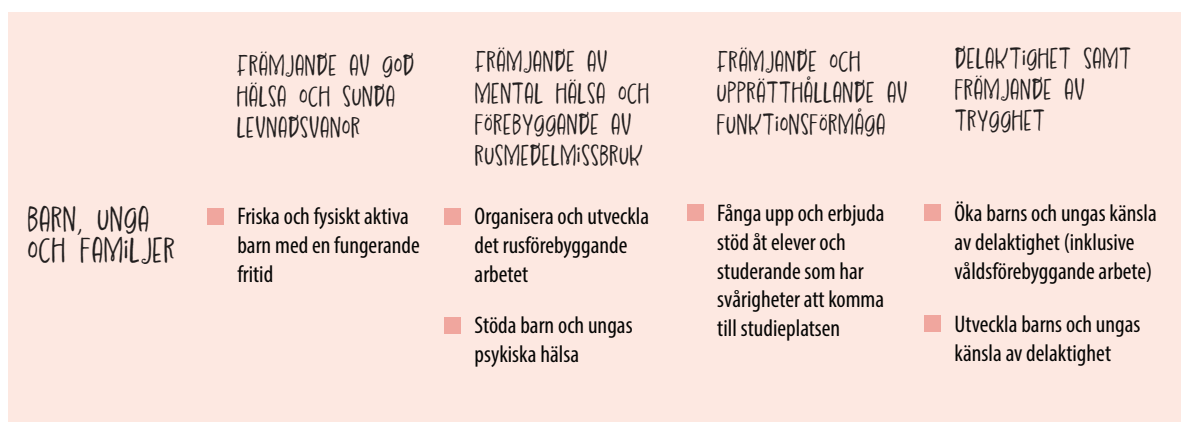 FRÄMJANDE AV GOD
HÄLSA OCH SUNDA
LEVNADSVANOR
FRÄMJANDE AV
MENTAL HÄLSA OCH
FÖREBYGGANDE AV
RUSMEDELMISSBRUK
FRÄMJANDE OCH
UPPRÄTTHÅLLANDE AV
FUNKTIONSFÖRMÅGA
DELAKTIGHET SAMT
FRÄMJANDE AV
TRYGGHET
BARN, UNGA
OCH FAMILJER
Friska och fysiskt aktiva
barn med en fungerande
fritid
Organisera och utveckla
det rusförebyggande
arbetet
Stöda barn och ungas
psykiska hälsa
Fånga upp och erbjuda
stöd åt elever och
studerande som har
svårigheter att komma
till studieplatsen
Öka barns och ungas känsla
av delaktighet (inklusive
våldsförebyggande arbete)
Utveckla barns och ungas
känsla av delaktighet